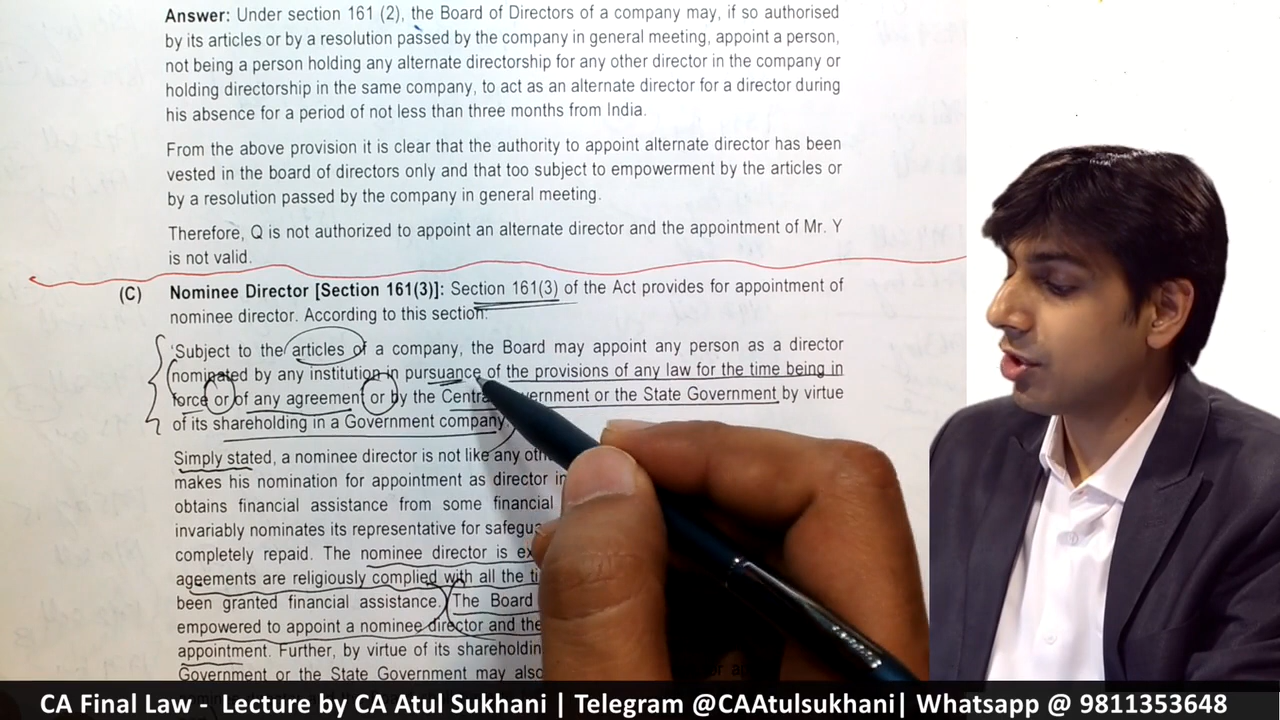 Answer: Under section 161 (2), the Board of Directors of a company may, if so authorised
by its articles or by a resolution passed by the company in general meeting, appoint a person,
not being a person holding any alternate directorship for any other director in the company or
holding directorship in the same company, to act as an alternate director for a director during
his absence for a period of not less than three months from India.
From the above provision it is clear that the authority to appoint alternate director has been
vested in the board of directors only and that too subject to empowerment by the articles or
by a resolution passed by the company in general meeting.
Therefore, Q is not authorized to appoint an alternate director and the appointment of Mr. Y
is not valid.
(C) Nominee Director [Section 161(3)]: Section 161(3) of the Act provides for appointment of
nominee director. According to this section:
'Subject to the articles of a company, the Board may appoint any person as a director
nominated by any institution in pursuance of the provisions of any law for the time being in
force or of any agreement or by the Government or the State Government by virtue
of its shareholding in a Government company
Simply stated, a nominee director is not like any
makes his nomination for appointment as director
obtains financial assistance from some financial
invariably nominates its representative for
completely repaid. The nominee director is
ageements are religiously complied with all the
been granted financial assistance. The Board
empowered to appoint a nominee director and the
appointment. Further, by virtue of its
Government or the State Government may also
CA Final Law - Lecture by CA Atul Sukhani | Telegram @CAAtulsukhani| Whatsapp @ 9811353648